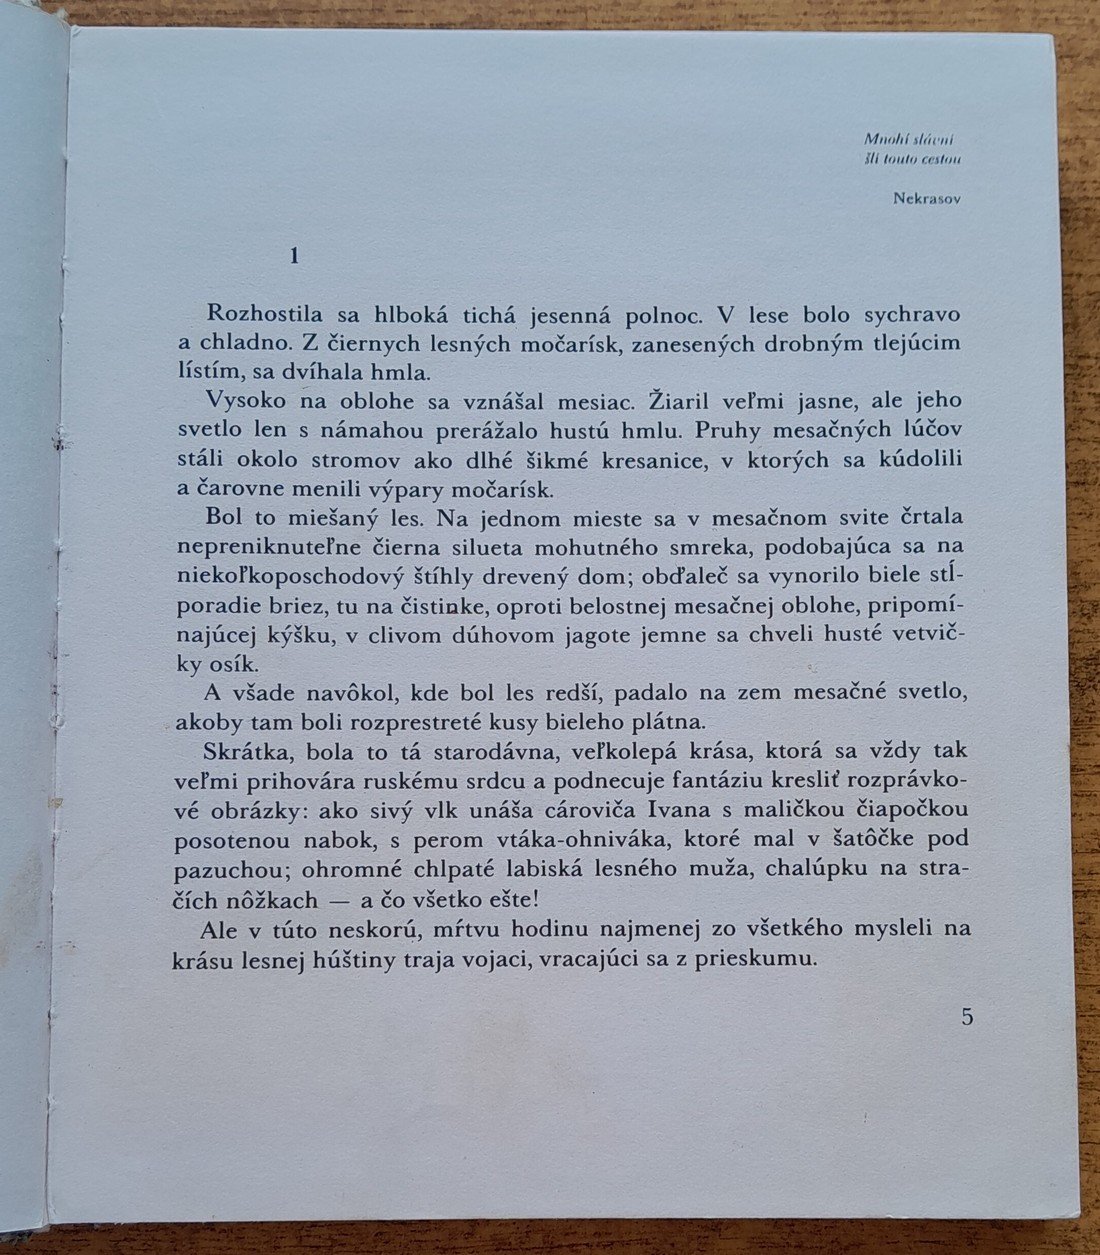 Mnohí slávni
šli touto cestou
Nekrasov
1
Rozhostila sa hlboká tichá jesenná polnoc. V lese bolo sychravo
a chladno. Z čiernych lesných močarísk, zanesených drobným tlejúcim
lístím, sa dvíhala hmla.
Vysoko na oblohe sa vznášal mesiac. Žiaril veľmi jasne, ale jeho
svetlo len s námahou prerážalo hustú hmlu. Pruhy mesačných lúčov
stáli okolo stromov ako dlhé šikmé kresanice, v ktorých sa kúdolili
a čarovne menili výpary močarísk.
Bol to miešaný les. Na jednom mieste sa v mesačnom svite črtala
nepreniknuteľne čierna silueta mohutného smreka, podobajúca sa na
niekoľkoposchodový štíhly drevený dom; obďaleč sa vynorilo biele stĺ-
poradie briez, tu na čistinke, oproti belostnej mesačnej oblohe, pripomí-
najúcej kýšku, v clivom dúhovom jagote jemne sa chveli husté vetvič-
ky osík.
A všade navôkol, kde bol les redší, padalo na zem mesačné svetlo,
akoby tam boli rozprestreté kusy bieleho plátna.
Skrátka, bola to tá starodávna, veľkolepá krása, ktorá sa vždy tak
veľmi prihovára ruskému srdcu a podnecuje fantáziu kresliť rozprávko-
vé obrázky: ako sivý vlk unáša cároviča Ivana s maličkou čiapočkou
posotenou nabok, s perom vtáka-ohniváka, ktoré mal v šatôčke pod
pazuchou; ohromné chlpaté labiská lesného muža, chalúpku na stra-
čích nôžkach — a čo všetko ešte!
Ale v túto neskorú, mŕtvu hodinu najmenej zo všetkého mysleli na
krásu lesnej húštiny traja vojaci, vracajúci sa z prieskumu.
5